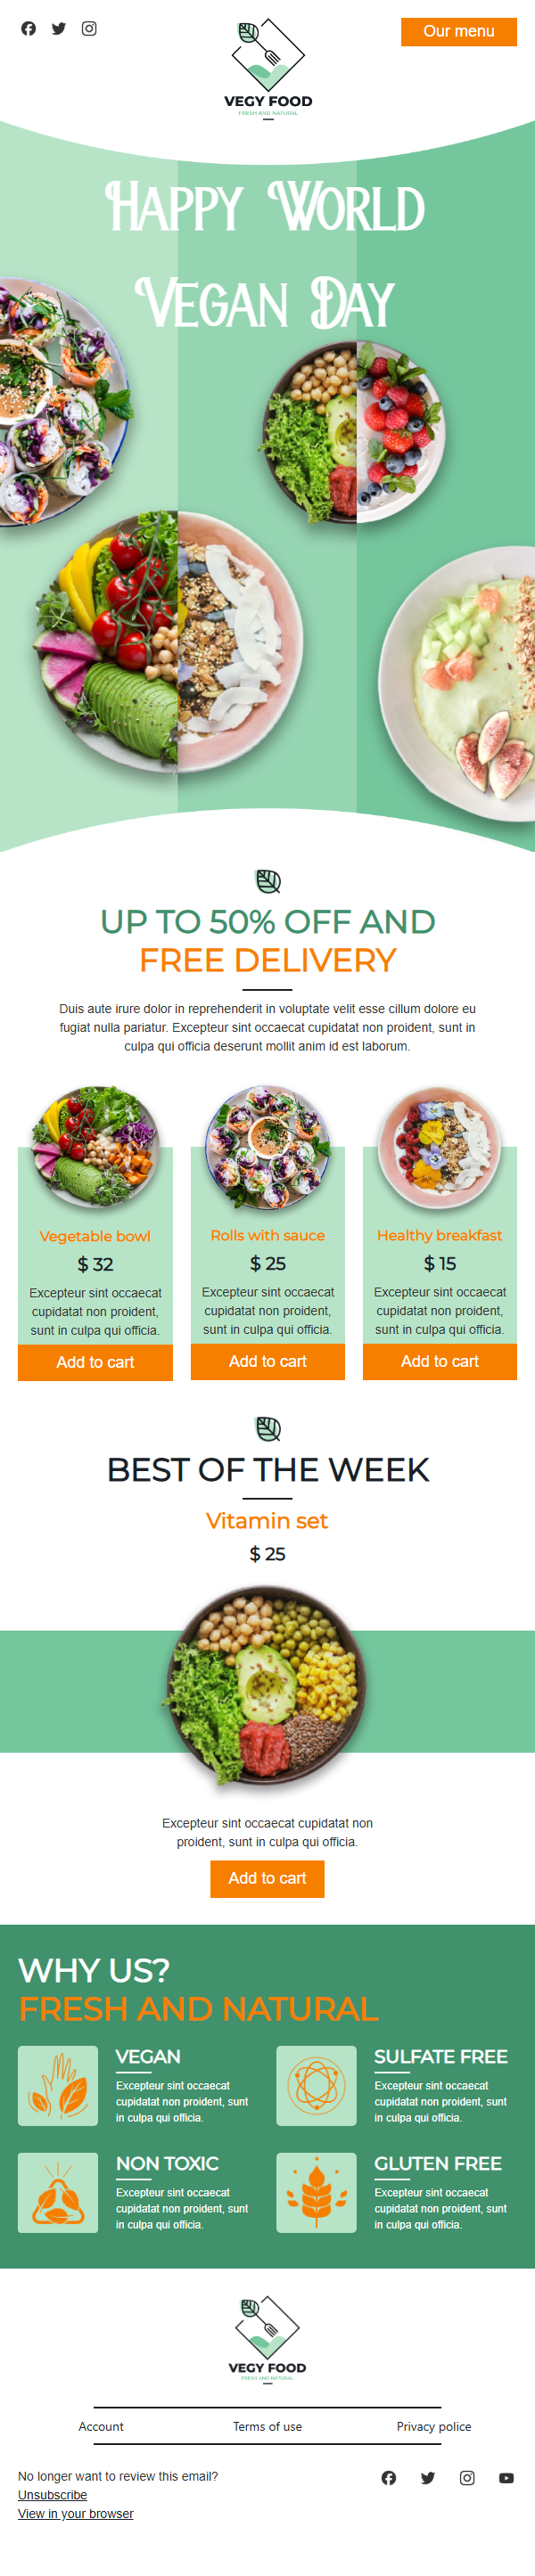 Our menu
VEGY FOOD
FRESH AND NATURAL
HAPPY WORLD
VEGAN DAY
UP TO 50% OFF AND
FREE DELIVERY
Duis aute irure dolor in reprehenderit in voluptate velit esse cillum dolore eu
fugiat nulla pariatur. Excepteur sint occaecat cupidatat non proident, sunt in
culpa qui officia deserunt mollit anim id est laborum.
Vegetable bowl
$ 32
Excepteur sint occaecat
cupidatat non proident,
sunt in culpa qui officia.
Add to cart
Rolls with sauce
$ 25
Excepteur sint occaecat
cupidatat non proident,
sunt in culpa qui officia.
Add to cart
Healthy breakfast
$ 15
Excepteur sint occaecat
cupidatat non proident,
sunt in culpa qui officia.
Add to cart
BEST OF THE WEEK
Vitamin set
$ 25
Excepteur sint occaecat cupidatat non
proident, sunt in culpa qui officia.
Add to cart
WHY US?
FRESH AND NATURAL
VEGAN
Excepteur sint occaecat
cupidatat non proident, sunt
in culpa qui officia.
SULFATE FREE
Excepteur sint occaecat
cupidatat non proident, sunt
in culpa qui officia.
NON TOXIC
Excepteur sint occaecat
cupidatat non proident, sunt
in culpa qui officia.
GLUTEN FREE
Excepteur sint occaecat
cupidatat non proident, sunt
in culpa qui officia.
VEGY FOOD
FRESH AND NATURAL
Account
Terms of use
Privacy police
No longer want to review this email?
Unsubscribe
View in your browser